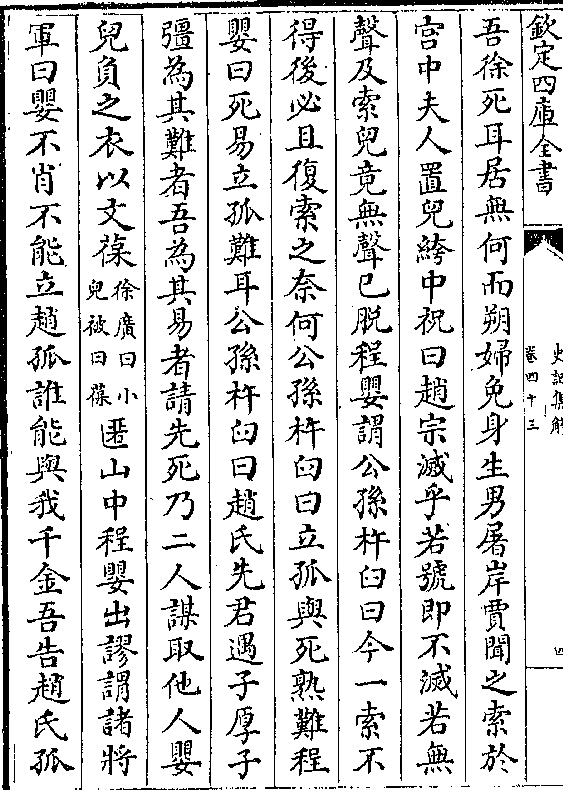 欽定四庫全書
史記集解
卷四十三
四
吾徐死耳居無何而朔婦免身生男屠岸賈聞之索於
宮中夫人置兒絝中祝曰趙宗滅乎若號即不滅若無
聲及索兒竟無聲已脫程嬰謂公孫杵臼曰今一索不
得後必且復索之奈何公孫杵臼曰立孤與死熟難程
嬰曰死易立孤難耳公孫杵臼曰趙氏先君遇子厚子
彊為其難者吾為其易者請先死乃二人謀取他人嬰
兒負之衣以文葆徐廣曰小兒被曰葆匿山中程嬰出謬謂諸將
軍曰嬰不肖不能立趙孤誰能與我千金吾告趙氏孤